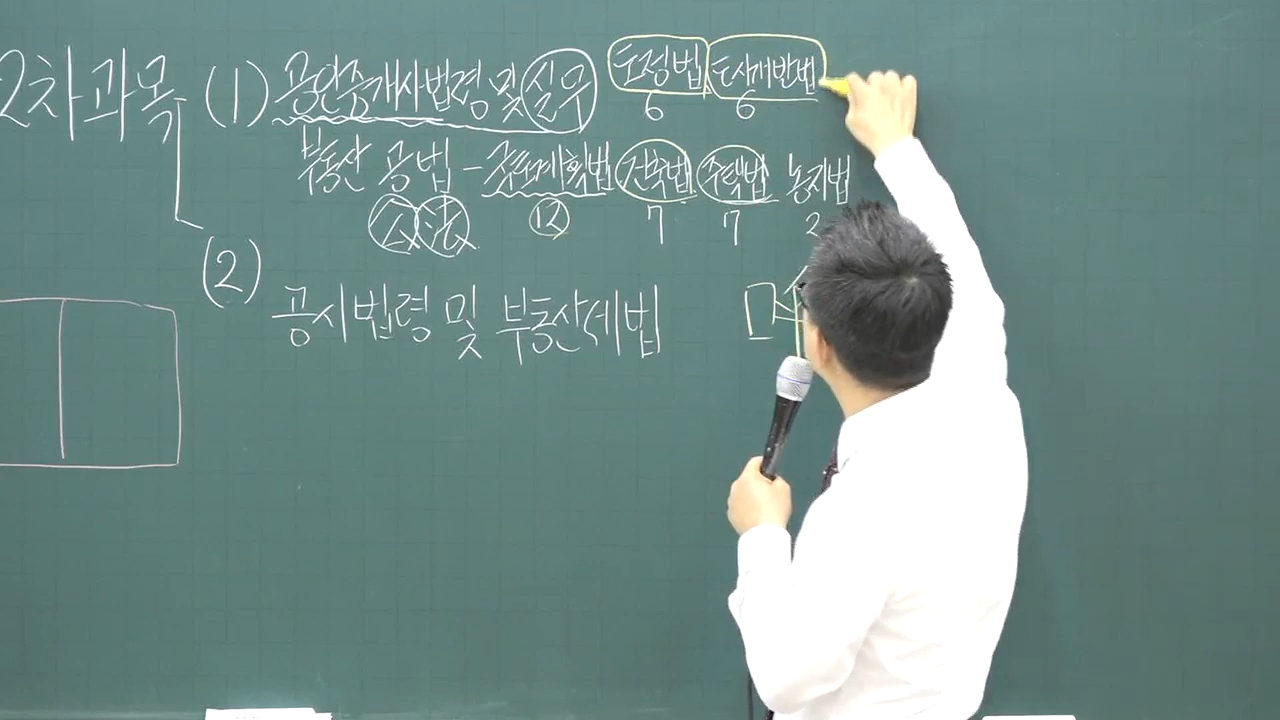 2차과목 (1) 공인중개사법령 및 실무 도정법 도시개발법
6 6
부동산 공법 - 국토계획법 건축법 주택법 농지법
公法 12 7 7 2
(2)
공시법령 및 부동산세법